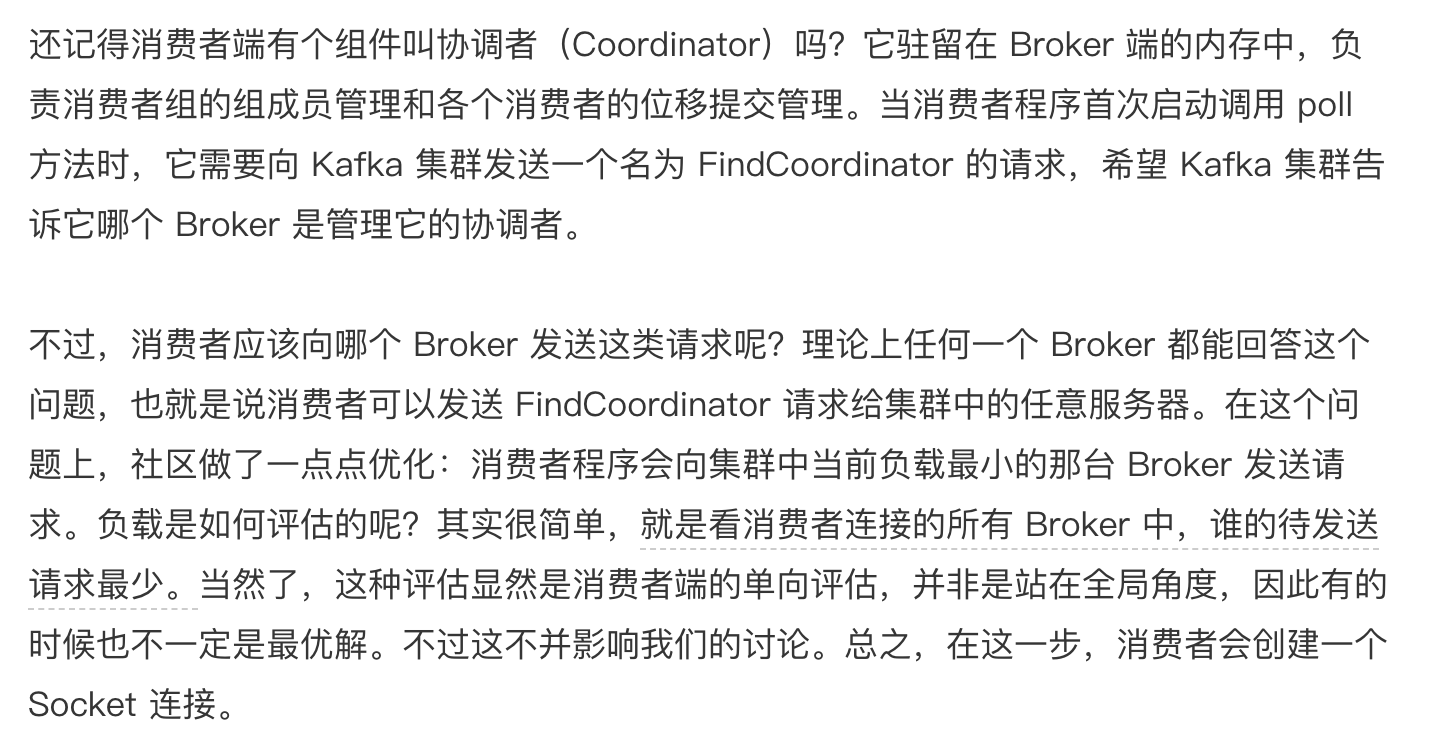 还记得消费者端有个组件叫协调者（Coordinator）吗？它驻留在 Broker 端的内存中，负
责消费者组的组成员管理和各个消费者的位移提交管理。当消费者程序首次启动调用 poll
方法时，它需要向 Kafka 集群发送一个名为 FindCoordinator 的请求，希望 Kafka 集群告
诉它哪个 Broker 是管理它的协调者。
不过，消费者应该向哪个 Broker 发送这类请求呢？理论上任何一个 Broker 都能回答这个
问题，也就是说消费者可以发送 FindCoordinator 请求给集群中的任意服务器。在这个问
题上，社区做了一点点优化：消费者程序会向集群中当前负载最小的那台 Broker 发送请
求。负载是如何评估的呢？其实很简单，就是看消费者连接的所有 Broker 中，谁的待发送
请求最少。当然了，这种评估显然是消费者端的单向评估，并非是站在全局角度，因此有的
时候也不一定是最优解。不过这不并影响我们的讨论。总之，在这一步，消费者会创建一个
Socket 连接。